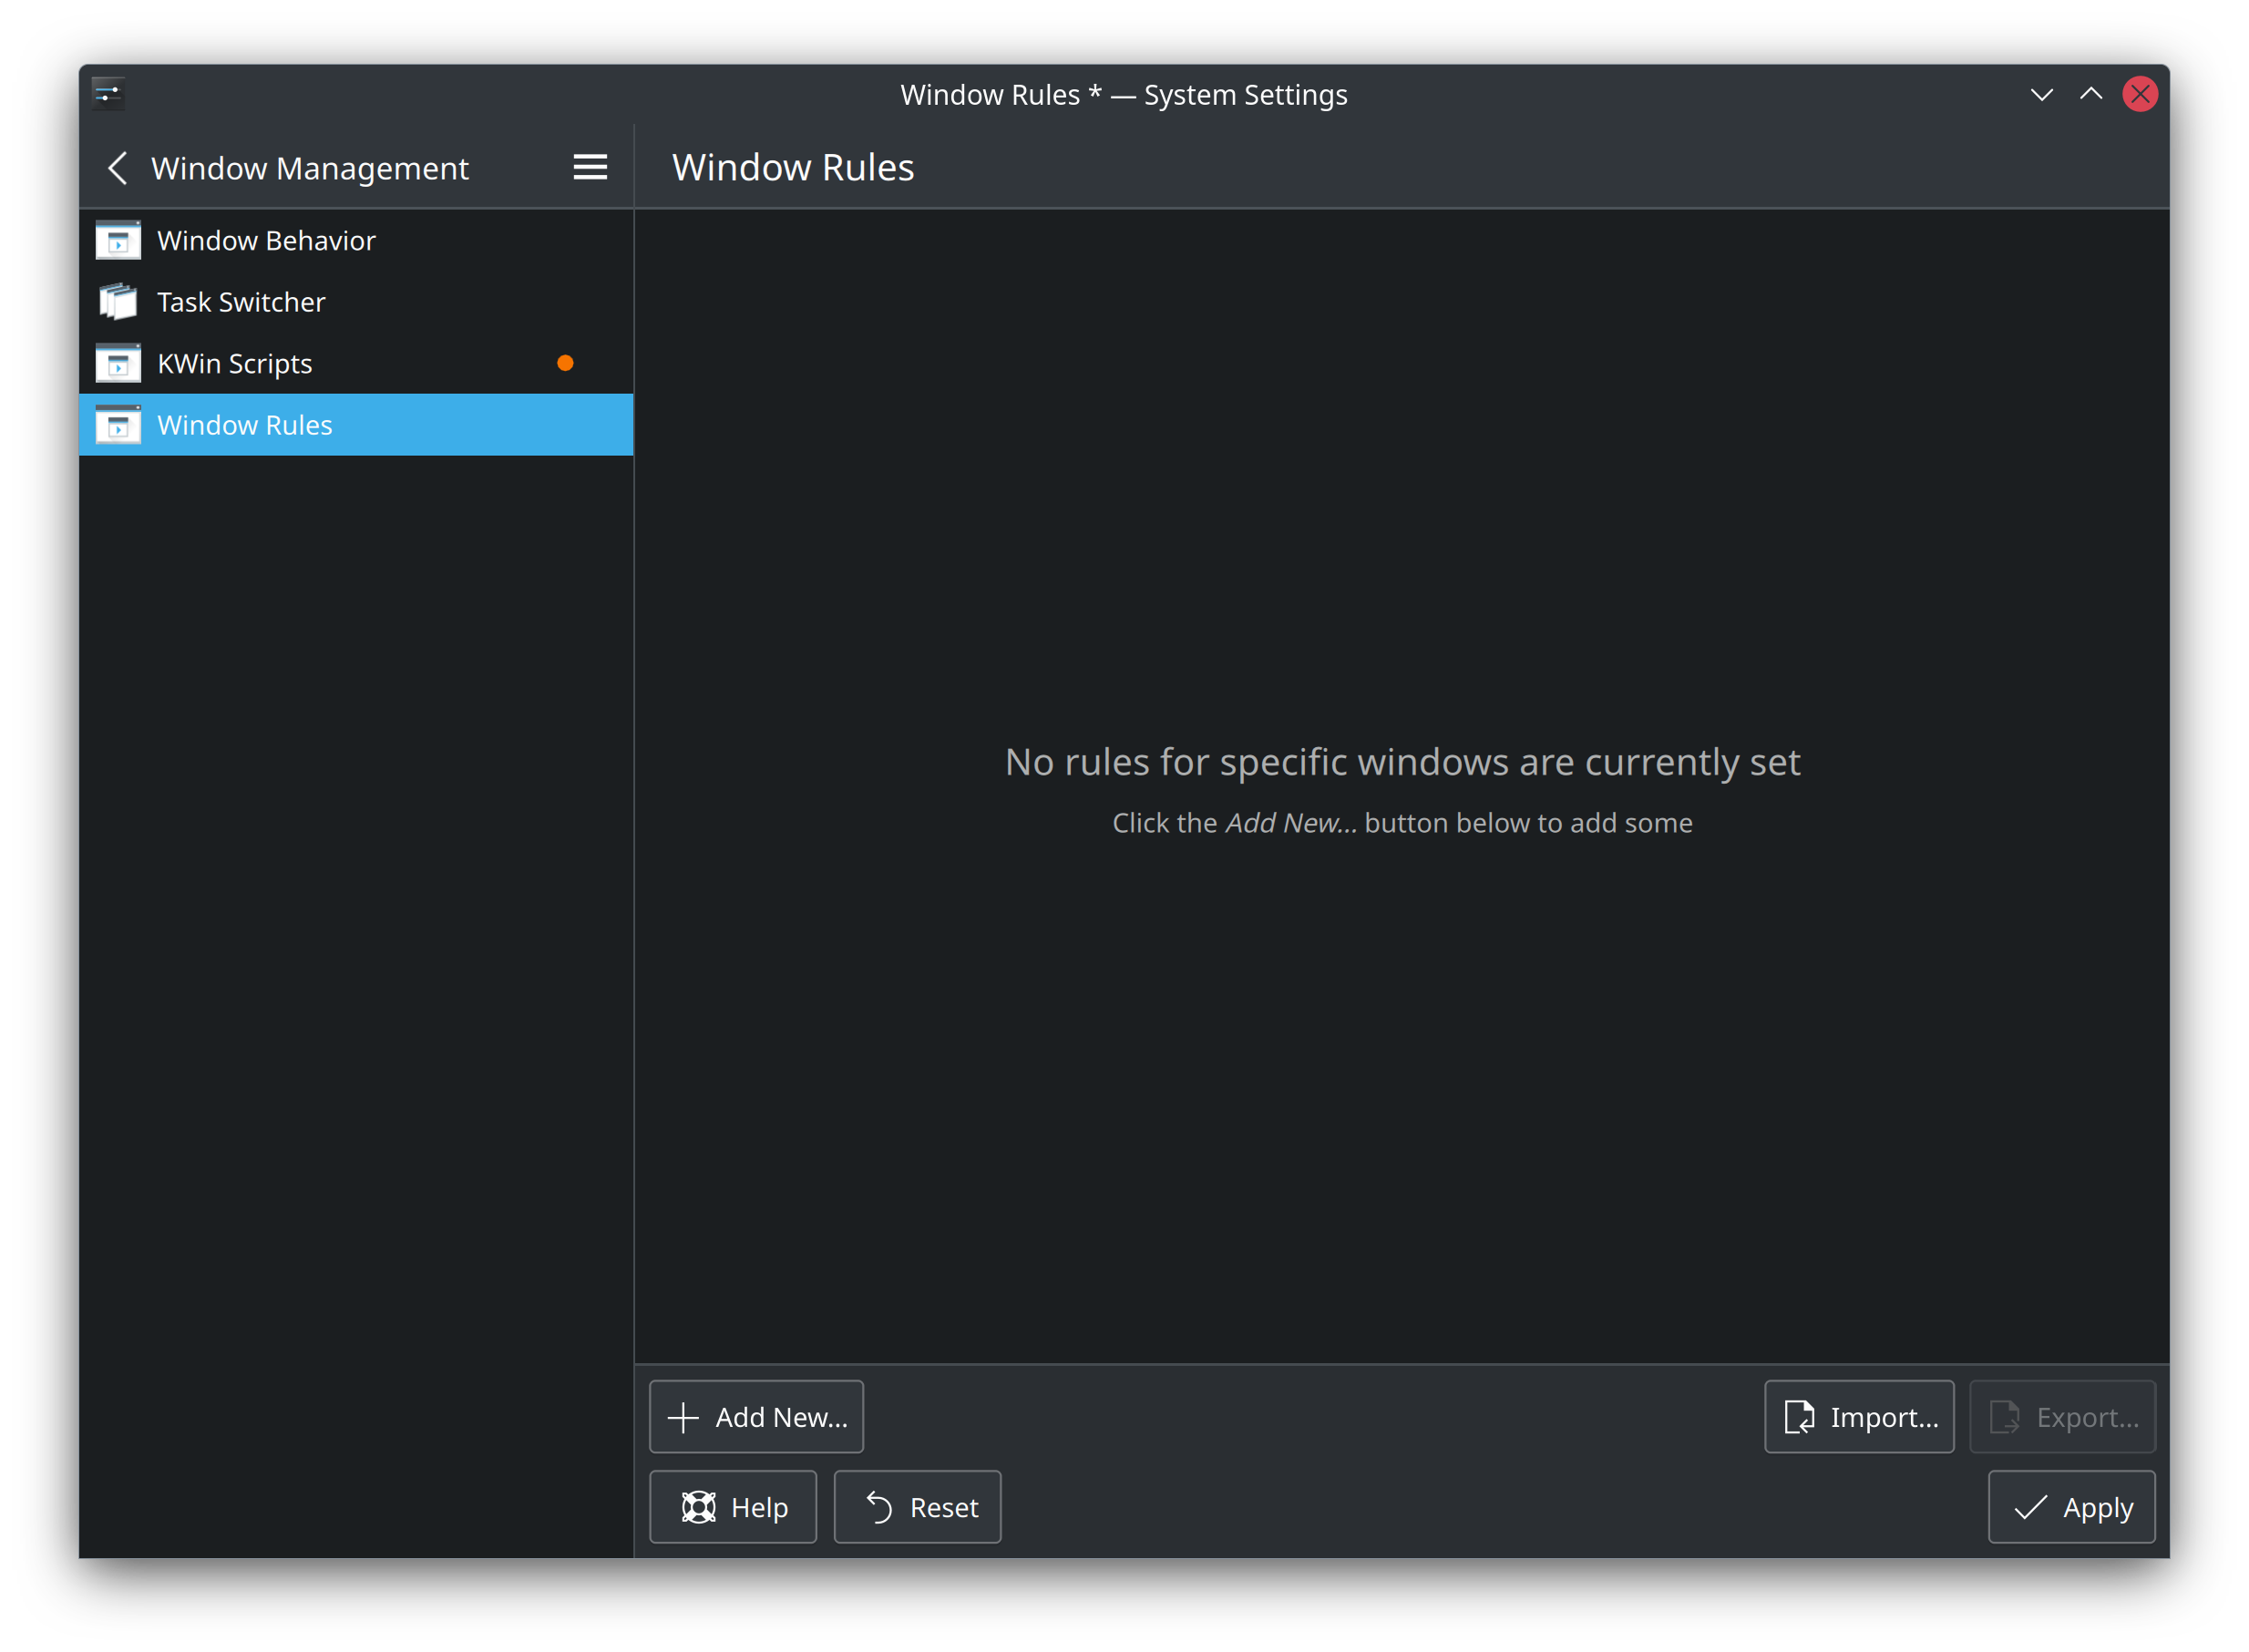 Window Rules * — System Settings
Window Management
Window Rules
Window Behavior
Task Switcher
KWin Scripts
Window Rules
No rules for specific windows are currently set
Click the Add New... button below to add some
Add New...
Import...
Export...
Help
Reset
Apply